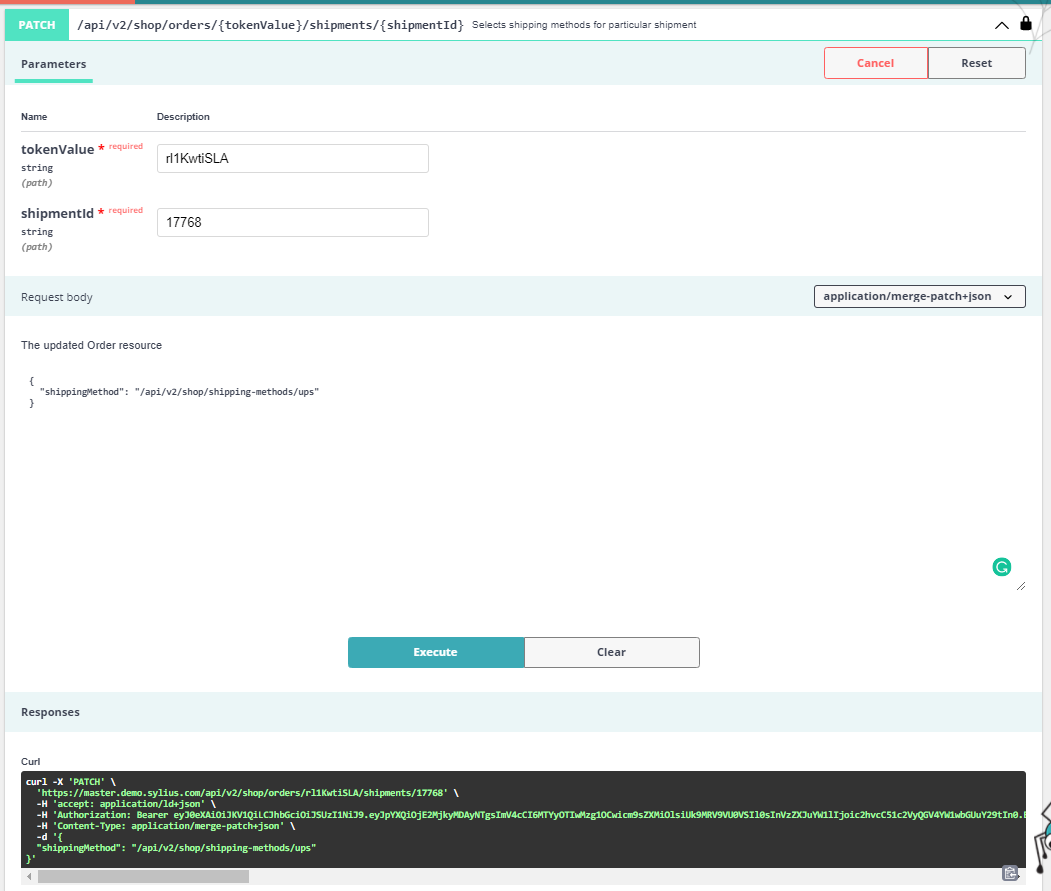 PATCH /api/v2/shop/orders/{tokenValue}/shipments/{shipmentId} Selects shipping methods for particular shipment
Parameters Cancel Reset
Name Description
tokenValue * required rl1KwtiSLA
string
(path)
shipmentId * required 17768
string
(path)
Request body application/merge-patch+json
The updated Order resource
{
"shippingMethod": "/api/v2/shop/shipping-methods/ups"
}
Execute Clear
Responses
Curl
curl -X 'PATCH' \
'https://master.demo.sylius.com/api/v2/shop/orders/rl1KwtiSLA/shipments/17768' \
-H 'accept: application/ld+json' \
-H 'Authorization: Bearer eyJ0eXAiOiJKV1QiLCJhbGciOiJSUzI1NiJ9.eyJpYXQiOjE2MjkyMDAyNTgsImV4cCI6MTYyOTIwMzg1OCwicm9sZXMiOlsiUk9MRV9VU0VSIl0sInVzZXJuYW1lIjoic2hvcC51c2VyQGV4YW1wbGUuY29tIn0.
-H 'Content-Type: application/merge-patch+json' \
-d '{
"shippingMethod": "/api/v2/shop/shipping-methods/ups"
}'